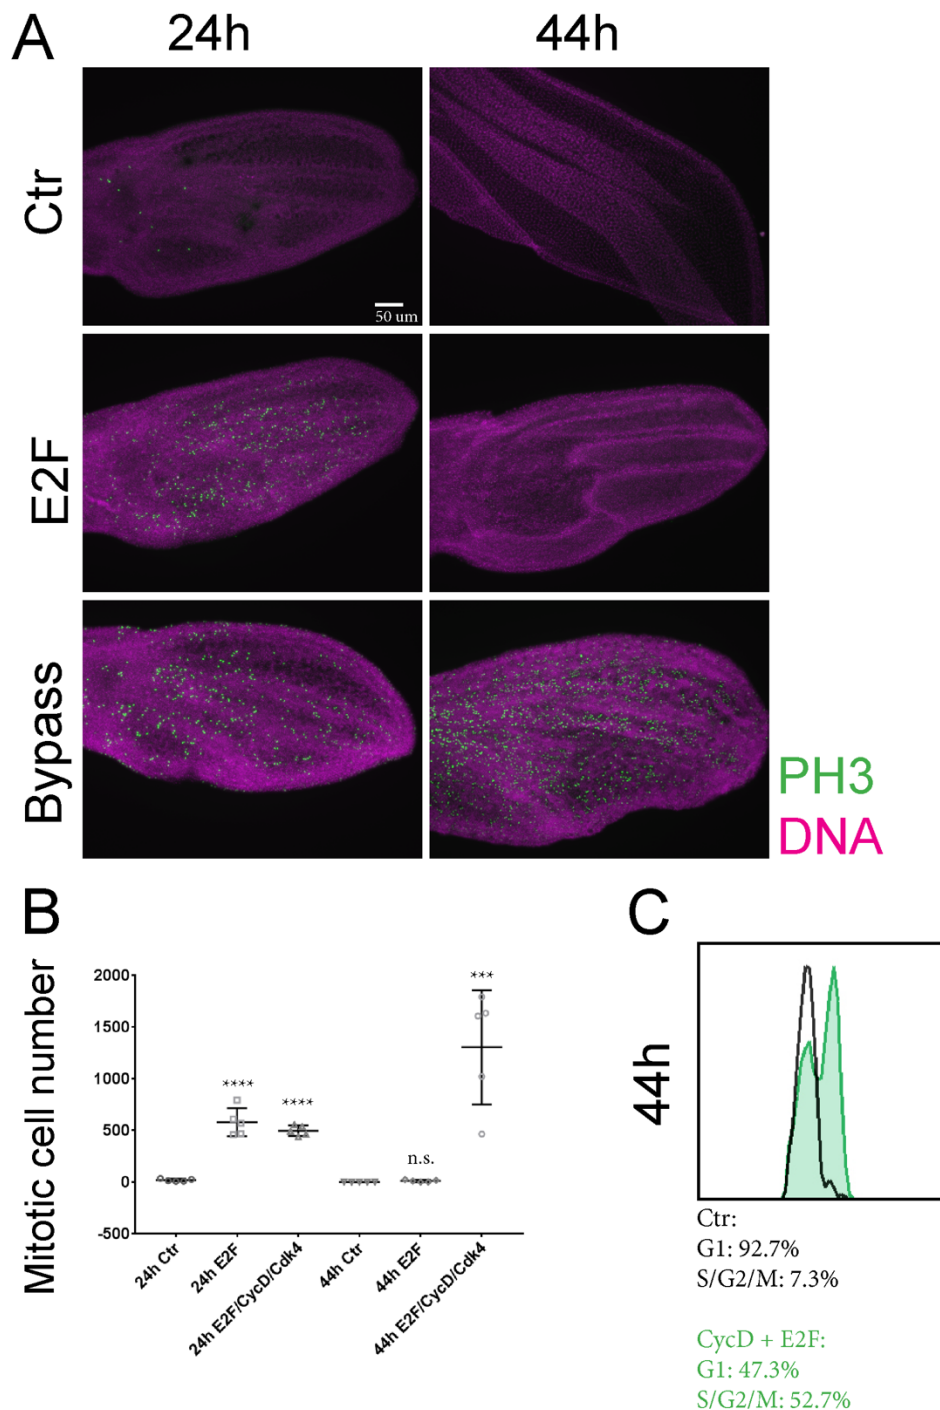 A
24h 44h
Ctr
50 um
E2F
Bypass
PH3
DNA
B
Mitotic cell number
2000
1500
1000
500
0
-500
****
****
n.s.
***
24h Ctr
24h E2F
24h E2F/CycD/Cdk4
44h Ctr
44h E2F
44h E2F/CycD/Cdk4
C
44h
Ctr:
G1: 92.7%
S/G2/M: 7.3%
CycD + E2F:
G1: 47.3%
S/G2/M: 52.7%